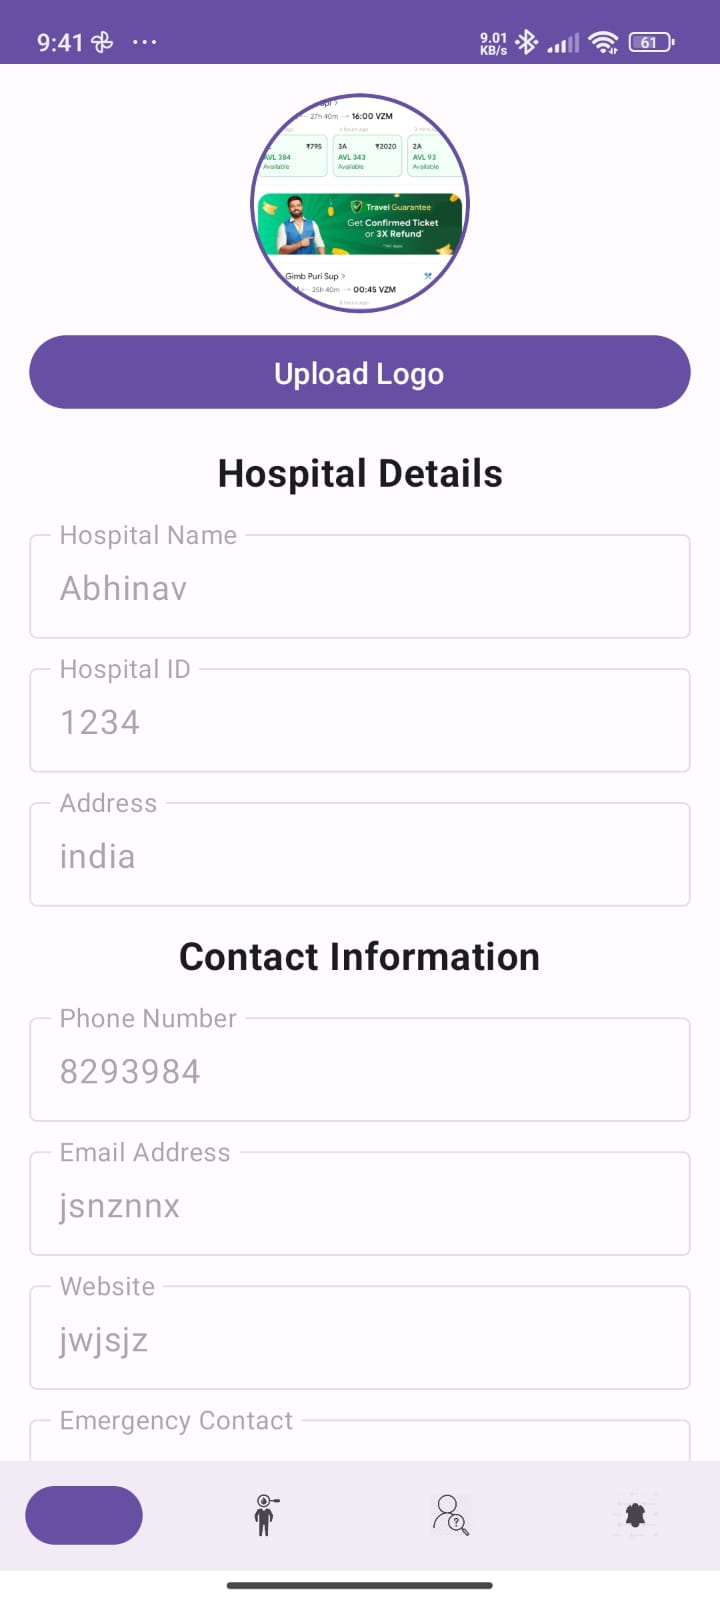 9:41
9.01
KB/s
61
27h 40m → 16:00 VZM
₹795
3A ₹2020
2A
AVL 384
AVL 343
AVL 93
Available
Available
Available
Travel Guarantee
Get Confirmed Ticket
or 3X Refund*
Gimb Puri Sup >
25h 40m → 00:45 VZM
Upload Logo
Hospital Details
Hospital Name
Abhinav
Hospital ID
1234
Address
india
Contact Information
Phone Number
8293984
Email Address
jsnznnx
Website
jwjsjz
Emergency Contact